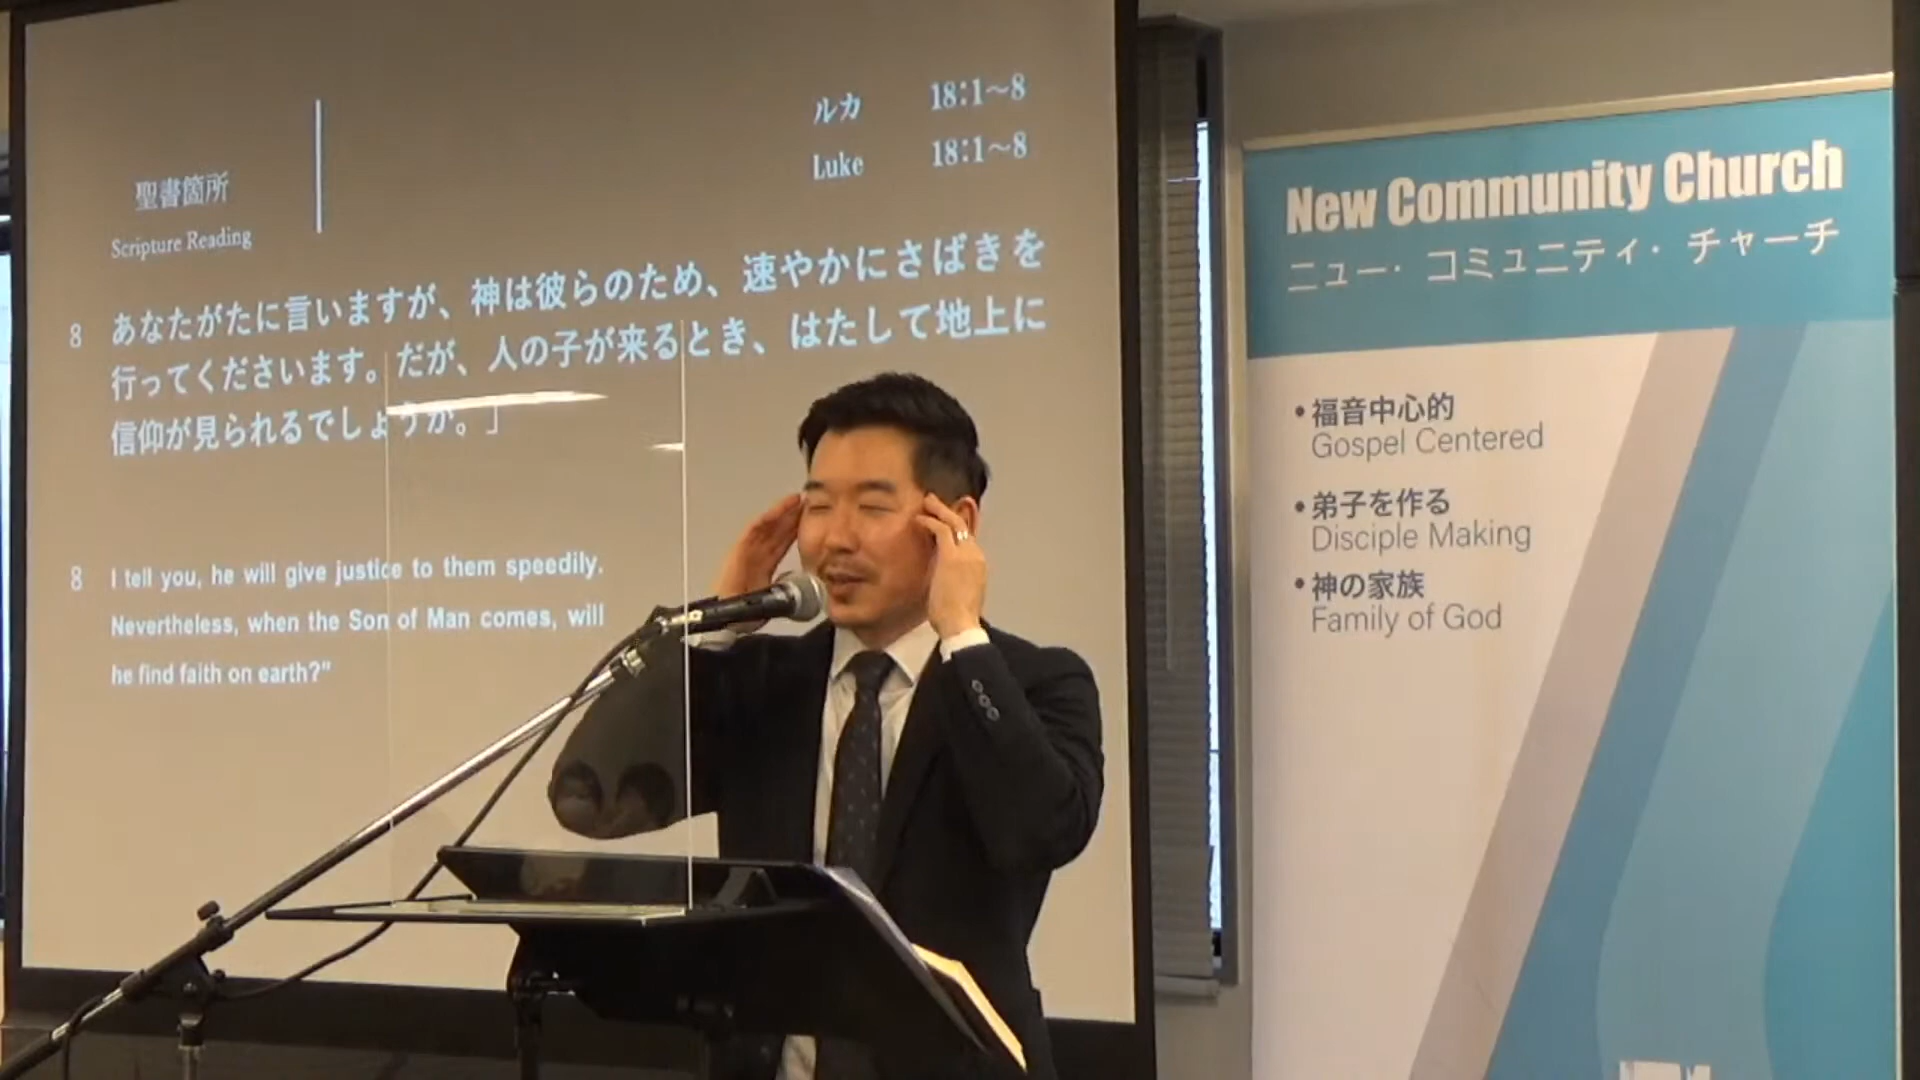 聖書箇所
Scripture Reading
ルカ 18:1～8
Luke 18:1～8
8 あなたがたに言いますが、神は彼らのため、速やかにさばきを
行ってくださいます。だが、人の子が来るとき、はたして地上に
信仰が見られるでしょうか。」
8 I tell you, he will give justice to them speedily.
Nevertheless, when the Son of Man comes, will
he find faith on earth?"
New Community Church
ニュー・コミュニティ・チャーチ
•福音中心的
Gospel Centered
•弟子を作る
Disciple Making
•神の家族
Family of God